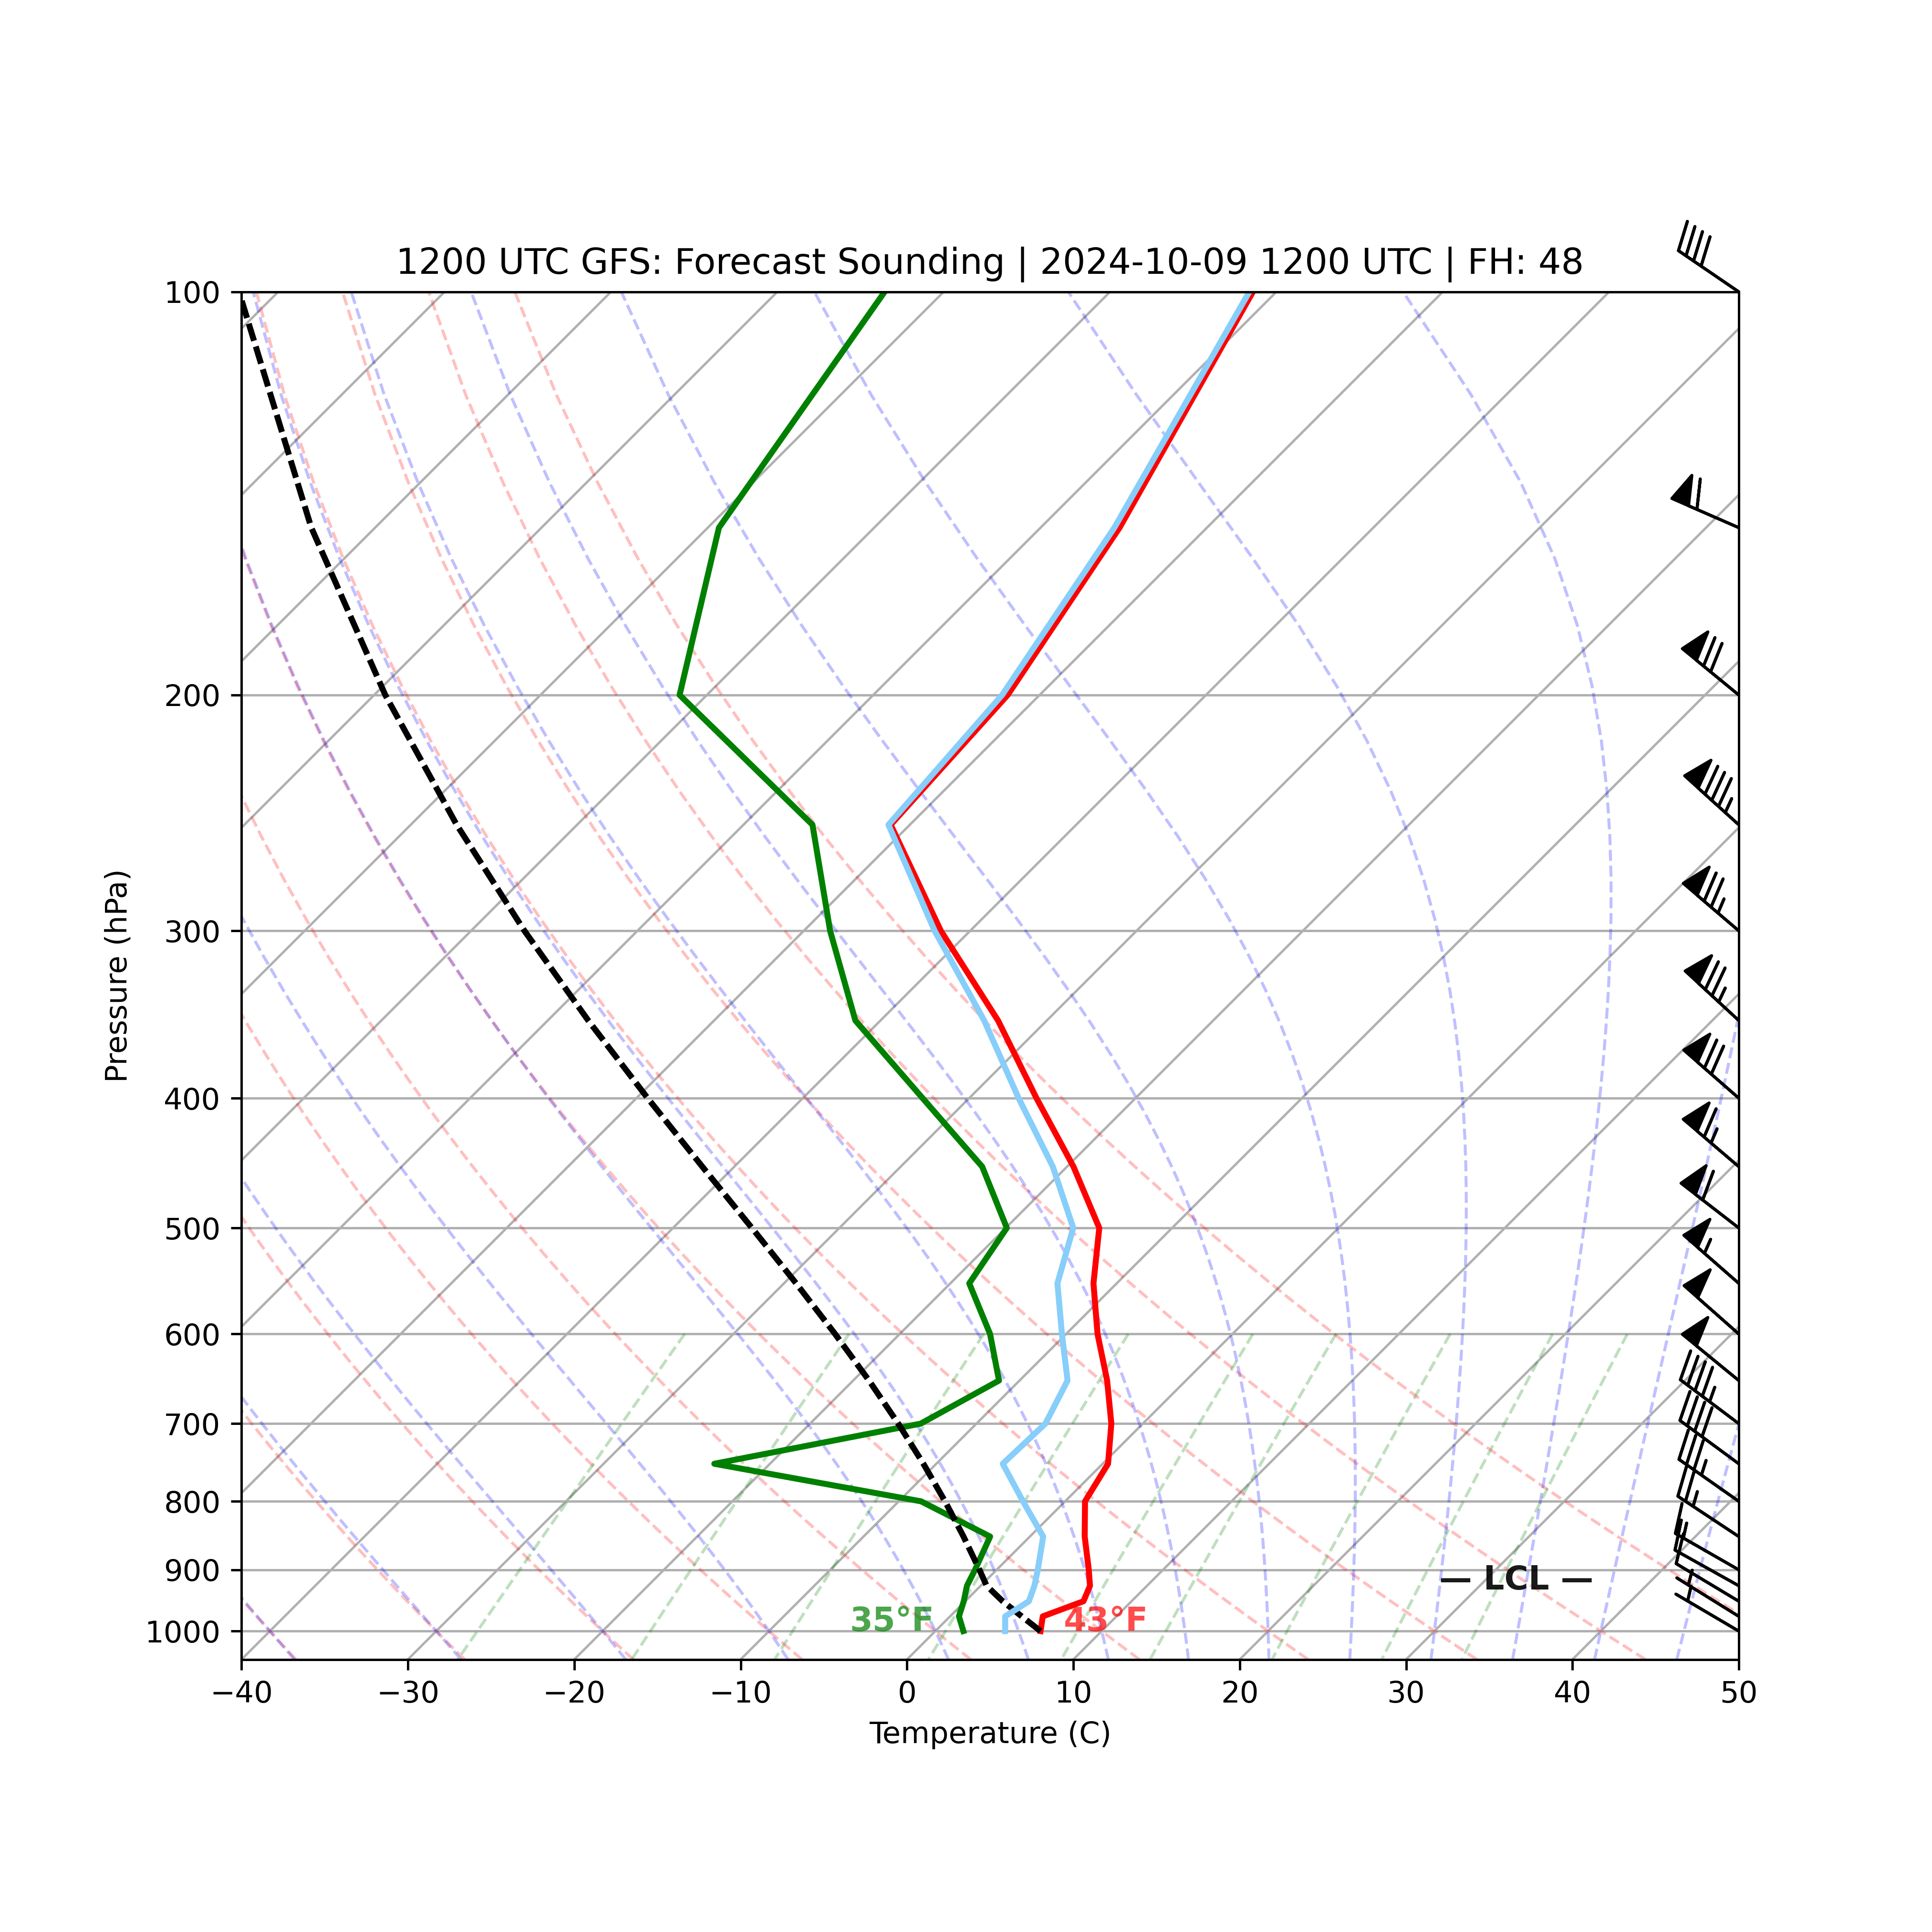 1200 UTC GFS: Forecast Sounding | 2024-10-09 1200 UTC | FH: 48
100
200
300
400
500
600
700
800
900
1000
Pressure (hPa)
— LCL —
35°F
43°F
−40 −30 −20 −10 0 10 20 30 40 50
Temperature (C)